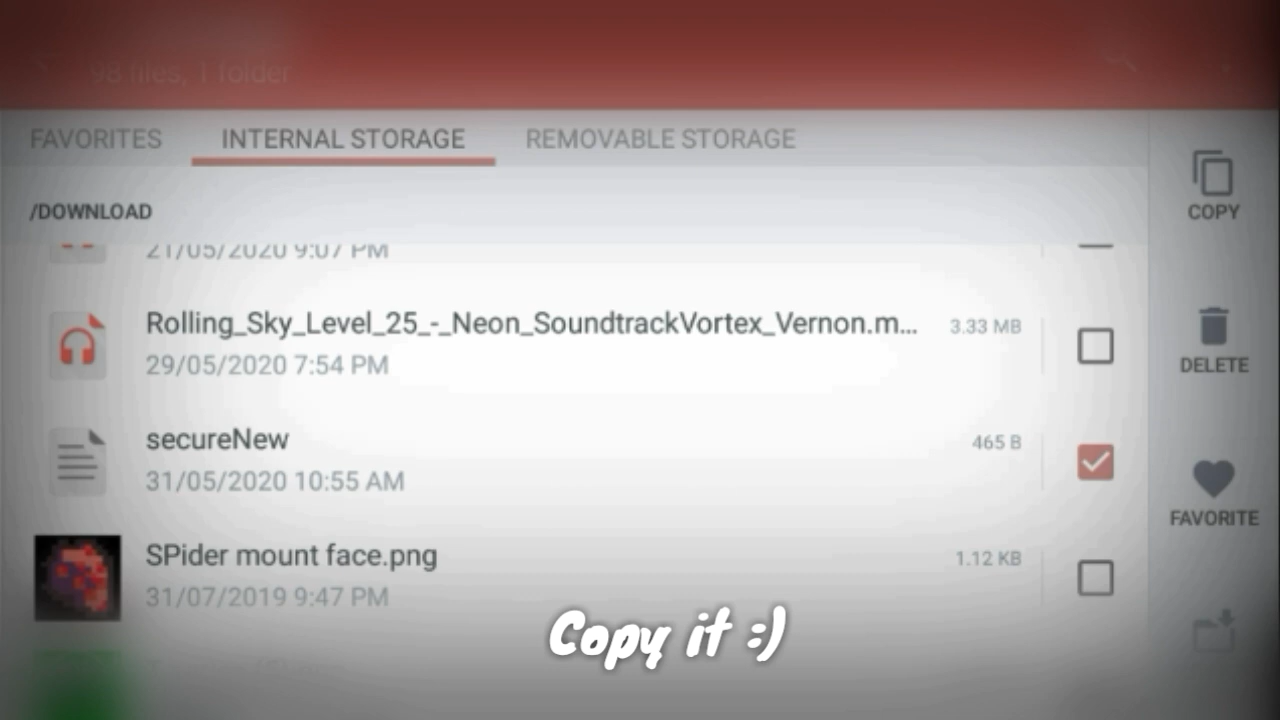 98 files, 1 folder
FAVORITES INTERNAL STORAGE REMOVABLE STORAGE
/DOWNLOAD
COPY
21/05/2020 9:07 PM
Rolling_Sky_Level_25_-_Neon_SoundtrackVortex_Vernon.m... 3.33 MB
29/05/2020 7:54 PM
DELETE
secureNew 465 B
31/05/2020 10:55 AM
FAVORITE
SPider mount face.png 1.12 KB
31/07/2019 9:47 PM
Copy it :)